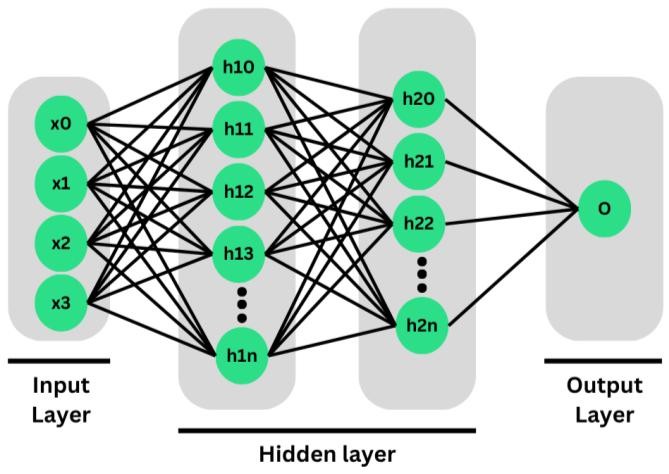 x0
x1
x2
x3
h10
h11
h12
h13
h1n
h20
h21
h22
h2n
O
Input
Layer
Hidden layer
Output
Layer